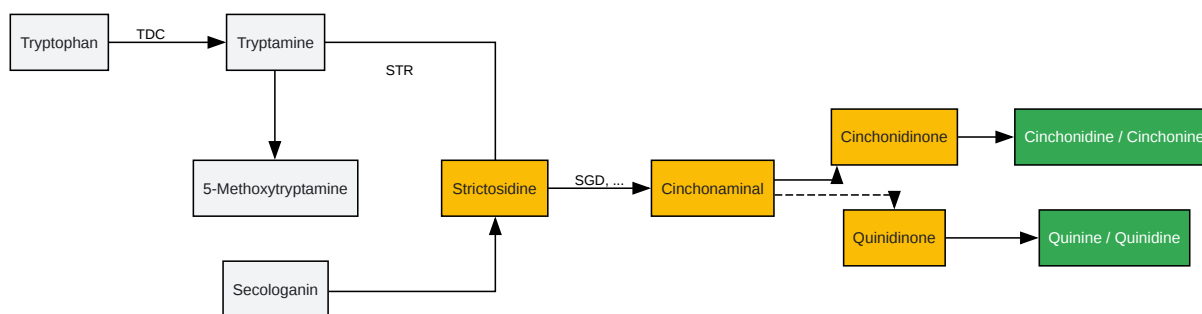 Tryptophan
TDC
Tryptamine
STR
5-Methoxytryptamine
Secologanin
Strictosidine
SGD, ...
Cinchonaminal
Cinchonidinone
Cinchonidine / Cinchonine
Quinidinone
Quinine / Quinidine